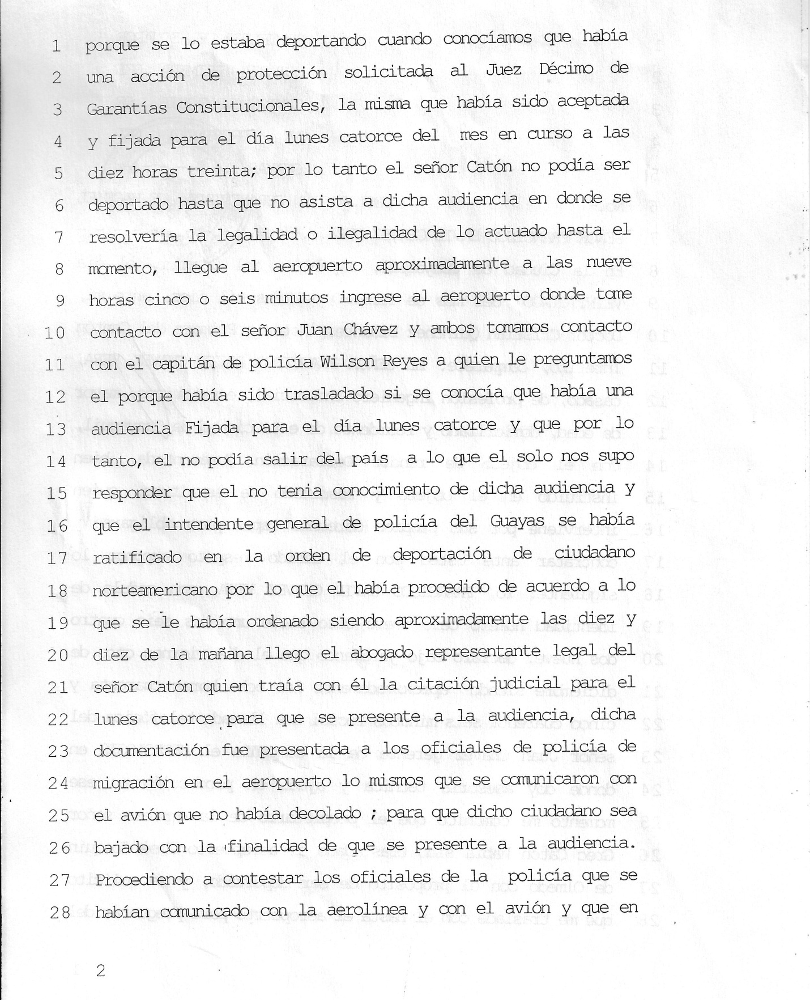 1 porque se lo estaba deportando cuando conocíamos que había
2 una acción de protección solicitada al Juez Décimo de
3 Garantías Constitucionales, la misma que había sido aceptada
4 y fijada para el día lunes catorce del mes en curso a las
5 diez horas treinta; por lo tanto el señor Catón no podía ser
6 deportado hasta que no asista a dicha audiencia en donde se
7 resolvería la legalidad o ilegalidad de lo actuado hasta el
8 momento, llegue al aeropuerto aproximadamente a las nueve
9 horas cinco o seis minutos ingrese al aeropuerto donde tome
10 contacto con el señor Juan Chávez y ambos tomamos contacto
11 con el capitán de policía Wilson Reyes a quien le preguntamos
12 el porque había sido trasladado si se conocía que había una
13 audiencia Fijada para el día lunes catorce y que por lo
14 tanto, el no podía salir del país a lo que el solo nos supo
15 responder que el no tenia conocimiento de dicha audiencia y
16 que el intendente general de policía del Guayas se había
17 ratificado en la orden de deportación de ciudadano
18 norteamericano por lo que el había procedido de acuerdo a lo
19 que se le había ordenado siendo aproximadamente las diez y
20 diez de la mañana llego el abogado representante legal del
21 señor Catón quien traía con él la citación judicial para el
22 lunes catorce para que se presente a la audiencia, dicha
23 documentación fue presentada a los oficiales de policía de
24 migración en el aeropuerto lo mismos que se comunicaron con
25 el avión que no había decolado ; para que dicho ciudadano sea
26 bajado con la finalidad de que se presente a la audiencia.
27 Procediendo a contestar los oficiales de la policía que se
28 habían comunicado con la aerolínea y con el avión y que en
2